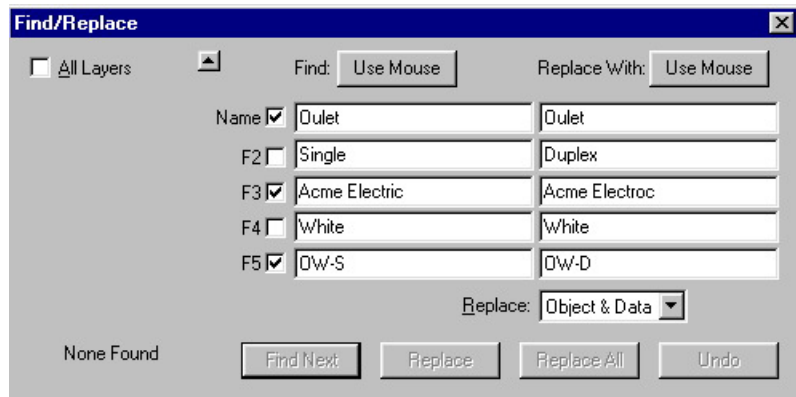 Find/Replace
All Layers Find: Use Mouse Replace With: Use Mouse
Name Oulet Oulet
F2 Single Duplex
F3 Acme Electric Acme Electroc
F4 White White
F5 OW-S OW-D
Replace: Object & Data
None Found Find Next Replace Replace All Undo